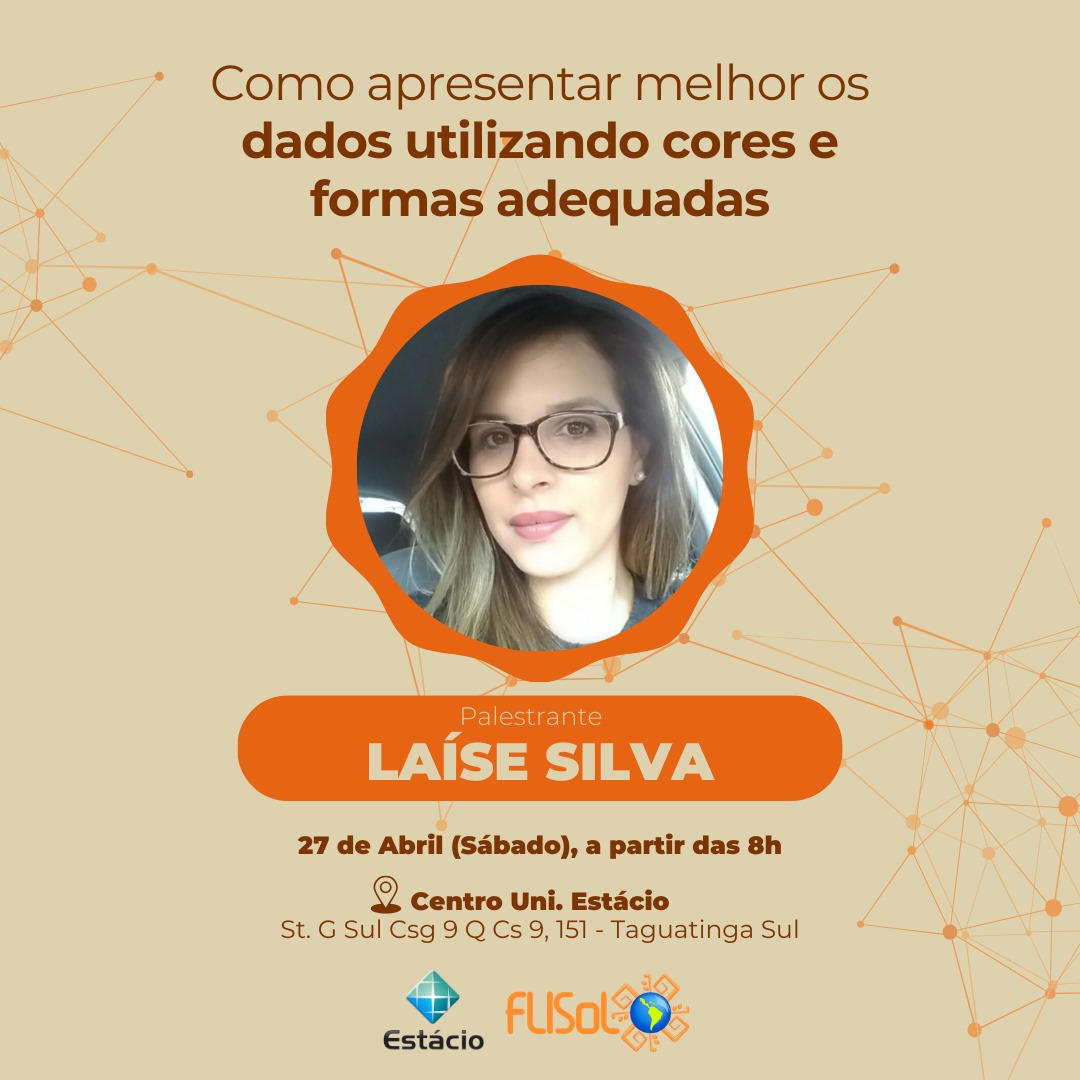 Como apresentar melhor os
dados utilizando cores e
formas adequadas
Palestrante
LAÍSE SILVA
27 de Abril (Sábado), a partir das 8h
Centro Uni. Estácio
St. G Sul Csg 9 Q Cs 9, 151 - Taguatinga Sul
Estácio
FLISol